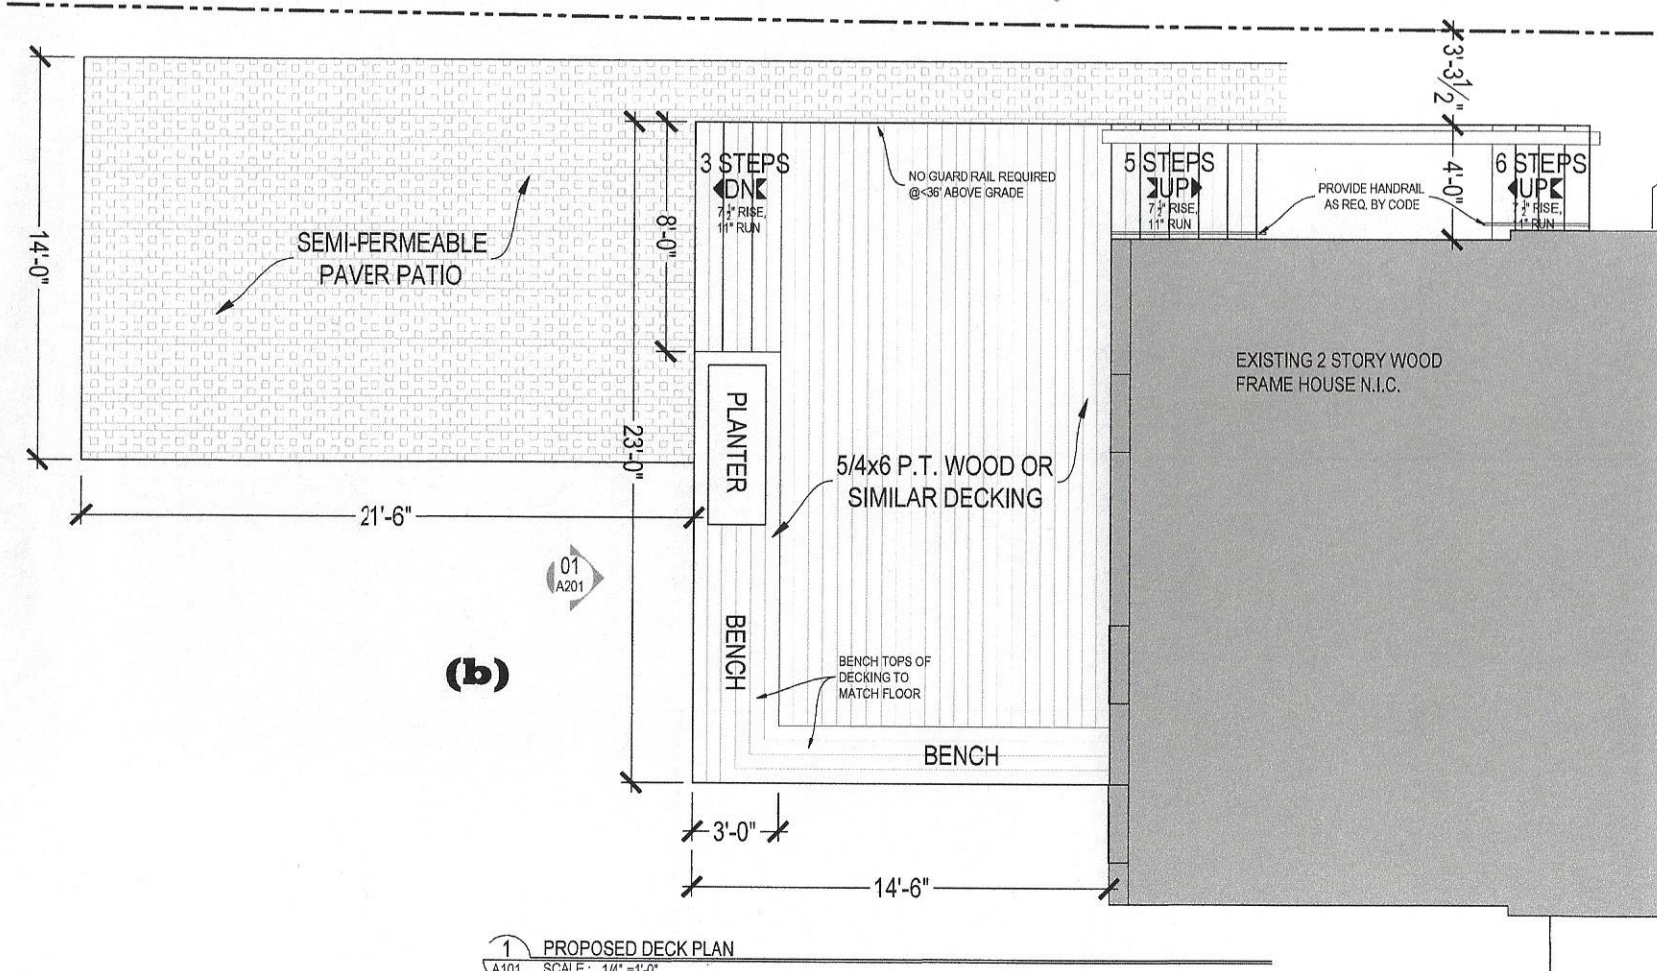 3'-3 1/2"
3 STEPS
DN
7 1/2" RISE,
11" RUN
NO GUARD RAIL REQUIRED
@<36' ABOVE GRADE
5 STEPS
UP
7 1/2" RISE,
11" RUN
PROVIDE HANDRAIL
AS REQ. BY CODE
4'-0"
6 STEPS
UP
7 1/2" RISE,
11" RUN
14'-0"
SEMI-PERMEABLE
PAVER PATIO
8'-0"
23'-0"
PLANTER
EXISTING 2 STORY WOOD
FRAME HOUSE N.I.C.
5/4x6 P.T. WOOD OR
SIMILAR DECKING
21'-6"
01
A201
(b)
BENCH
BENCH TOPS OF
DECKING TO
MATCH FLOOR
BENCH
3'-0"
14'-6"
1 PROPOSED DECK PLAN
A101 SCALE: 1/4" =1'-0"